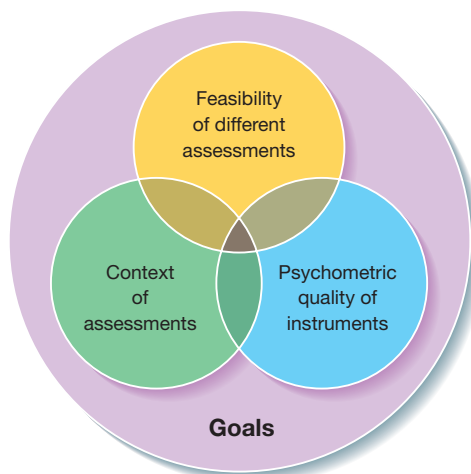 Feasibility
of different
assessments
Context
of
assessments
Psychometric
quality of
instruments
Goals